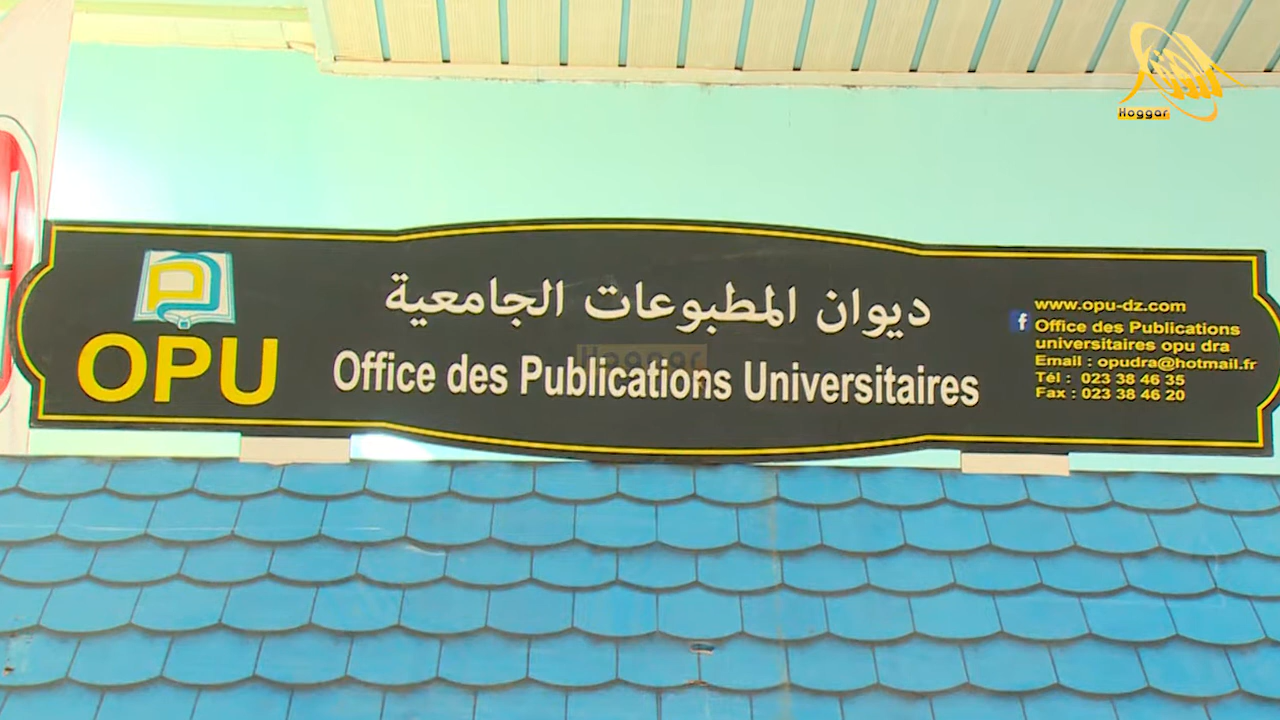 Hoggar
OPU
ديوان المطبوعات الجامعية
Office des Publications Universitaires
www.opu-dz.com
f Office des Publications
universitaires opu dra
Email : opudra@hotmail.fr
Tél : 023 38 46 35
Fax : 023 38 46 20
Hoggar